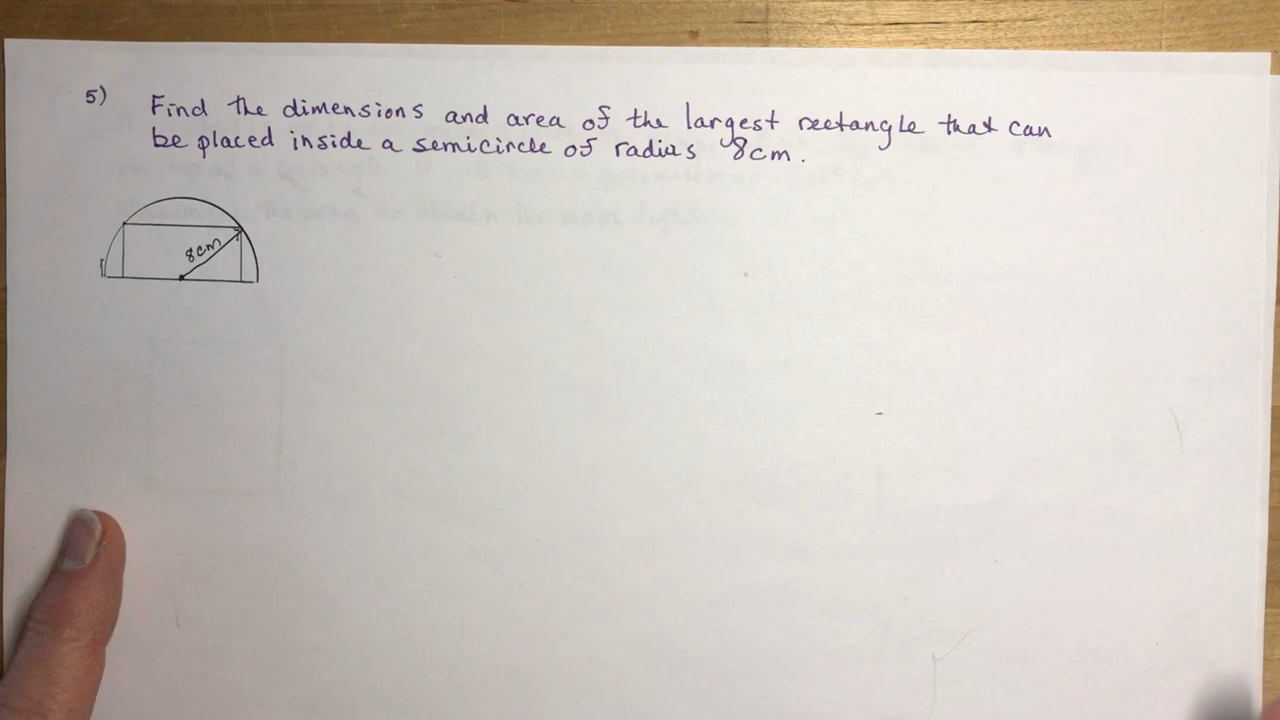 5) Find the dimensions and area of the largest rectangle that can
be placed inside a semicircle of radius 8cm.
8cm